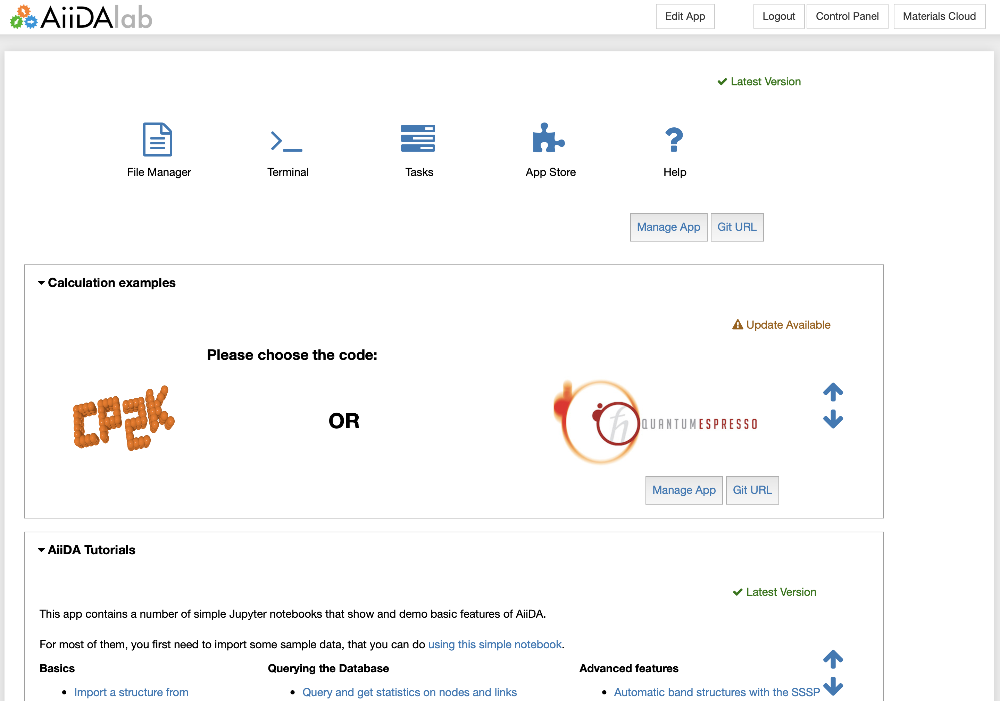 AiiDAlab
Edit App
Logout
Control Panel
Materials Cloud
Latest Version
File Manager
Terminal
Tasks
App Store
Help
Manage App
Git URL
Calculation examples
Update Available
Please choose the code:
CP2K
OR
ħ QUANTUMESPRESSO
Manage App
Git URL
AiiDA Tutorials
Latest Version
This app contains a number of simple Jupyter notebooks that show and demo basic features of AiiDA.
For most of them, you first need to import some sample data, that you can do using this simple notebook.
Basics
Querying the Database
Advanced features
Import a structure from
Query and get statistics on nodes and links
Automatic band structures with the SSSP